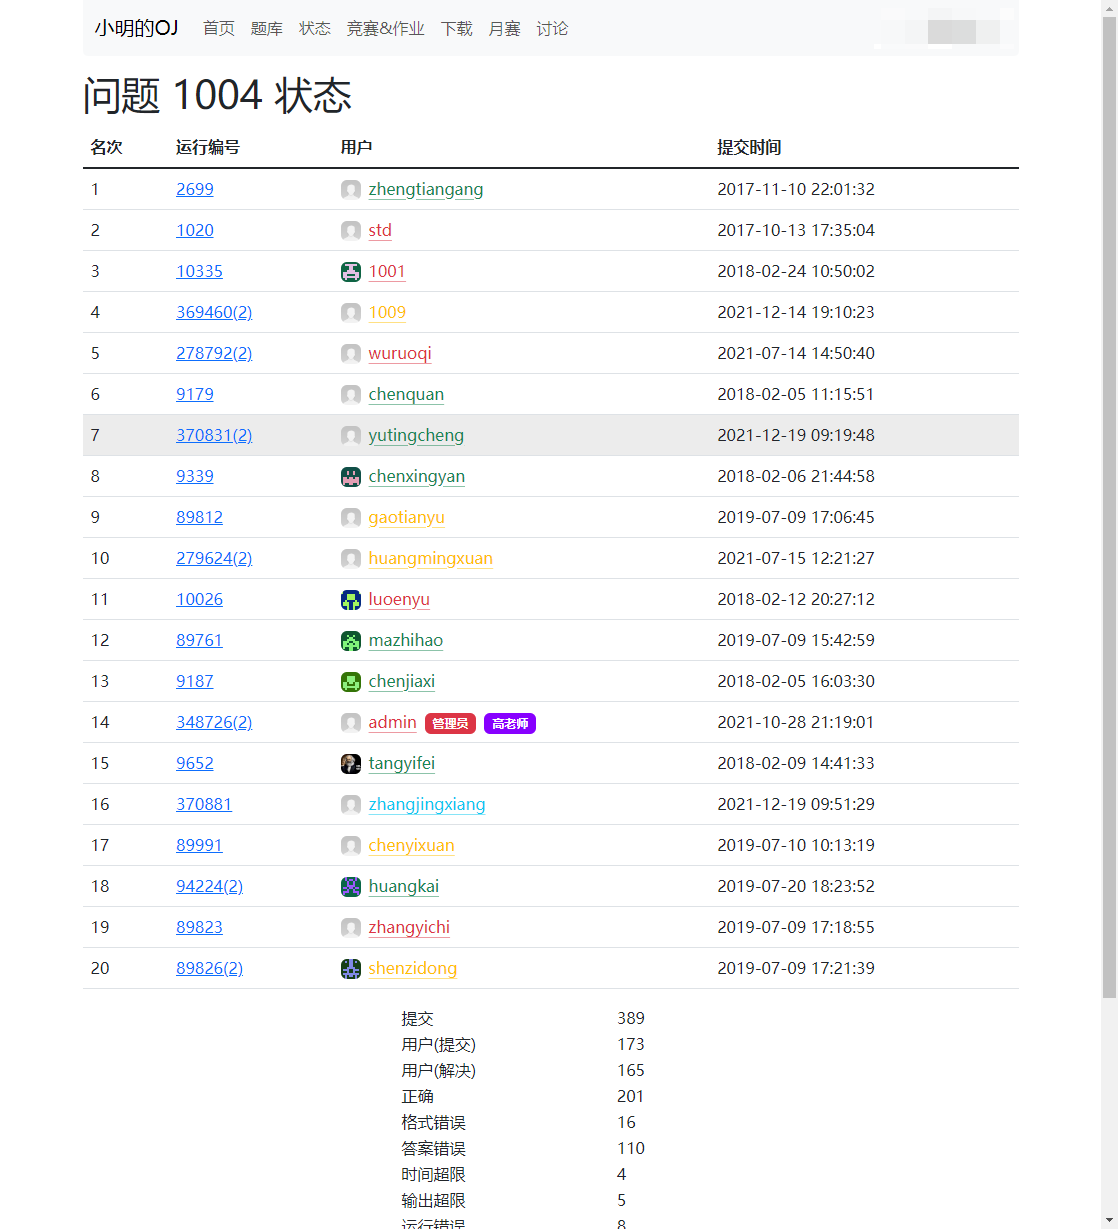 小明的OJ 首页 题库 状态 竞赛&作业 下载 月赛 讨论
问题 1004 状态
名次 运行编号 用户 提交时间
1 2699 zhengtiangang 2017-11-10 22:01:32
2 1020 std 2017-10-13 17:35:04
3 10335 1001 2018-02-24 10:50:02
4 369460(2) 1009 2021-12-14 19:10:23
5 278792(2) wuruoqi 2021-07-14 14:50:40
6 9179 chenquan 2018-02-05 11:15:51
7 370831(2) yutingcheng 2021-12-19 09:19:48
8 9339 chenxingyan 2018-02-06 21:44:58
9 89812 gaotianyu 2019-07-09 17:06:45
10 279624(2) huangmingxuan 2021-07-15 12:21:27
11 10026 luoenyu 2018-02-12 20:27:12
12 89761 mazhihao 2019-07-09 15:42:59
13 9187 chenjiaxi 2018-02-05 16:03:30
14 348726(2) admin 管理员 高老师 2021-10-28 21:19:01
15 9652 tangyifei 2018-02-09 14:41:33
16 370881 zhangjingxiang 2021-12-19 09:51:29
17 89991 chenyixuan 2019-07-10 10:13:19
18 94224(2) huangkai 2019-07-20 18:23:52
19 89823 zhangyichi 2019-07-09 17:18:55
20 89826(2) shenzidong 2019-07-09 17:21:39
提交 389
用户(提交) 173
用户(解决) 165
正确 201
格式错误 16
答案错误 110
时间超限 4
输出超限 5
运行错误 8